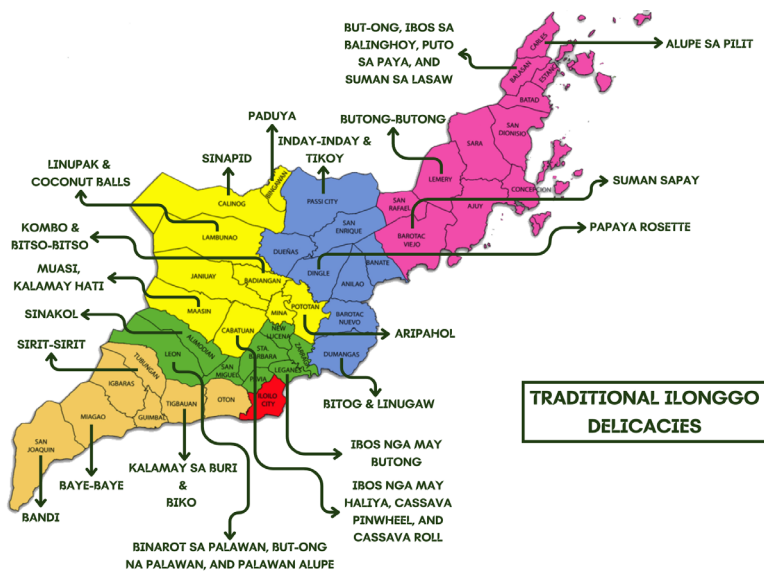 BUT-ONG, IBOS SA
BALINGHOY, PUTO
SA PAYA, AND
SUMAN SA LASAW
CARLES
ALUPE SA PILIT
BALASAN
ESTANCIA
BATAD
PADUYA
INDAY-INDAY &
TIKOY
BUTONG-BUTONG
SAN
DIONISIO
SARA
LINUPAK &
COCONUT BALLS
SINAPID
BINGAWAN
CALINOG
PASSI CITY
LEMERY
CONCEPCION
SUMAN SAPAY
SAN
RAFAEL
AJUY
KOMBO &
BITSO-BITSO
LAMBUNAO
SAN
ENRIQUE
BAROTAC
VIEJO
PAPAYA ROSETTE
DUEÑAS
BANATE
MUASI,
KALAMAY HATI
JANIUAY
BADIANGAN
DINGLE
ANILAO
SINAKOL
MAASIN
MINA
POTOTAN
BAROTAC
NUEVO
ARIPAHOL
CABATUAN
NEW
LUCENA
SIRIT-SIRIT
ALIMODIAN
STA.
BARBARA
ZARRAGA
TUBUNGAN
LEON
SAN
MIGUEL
PAVIA
LEGANES
DUMANGAS
IGBARAS
TIGBAUAN
OTON
ILOILO
CITY
BITOG & LINUGAW
TRADITIONAL ILONGGO
DELICACIES
MIAGAO
GUIMBAL
SAN
JOAQUIN
IBOS NGA MAY
BUTONG
KALAMAY SA BURI
&
BIKO
BAYE-BAYE
IBOS NGA MAY
HALIYA, CASSAVA
PINWHEEL, AND
CASSAVA ROLL
BANDI
BINAROT SA PALAWAN, BUT-ONG
NA PALAWAN, AND PALAWAN ALUPE